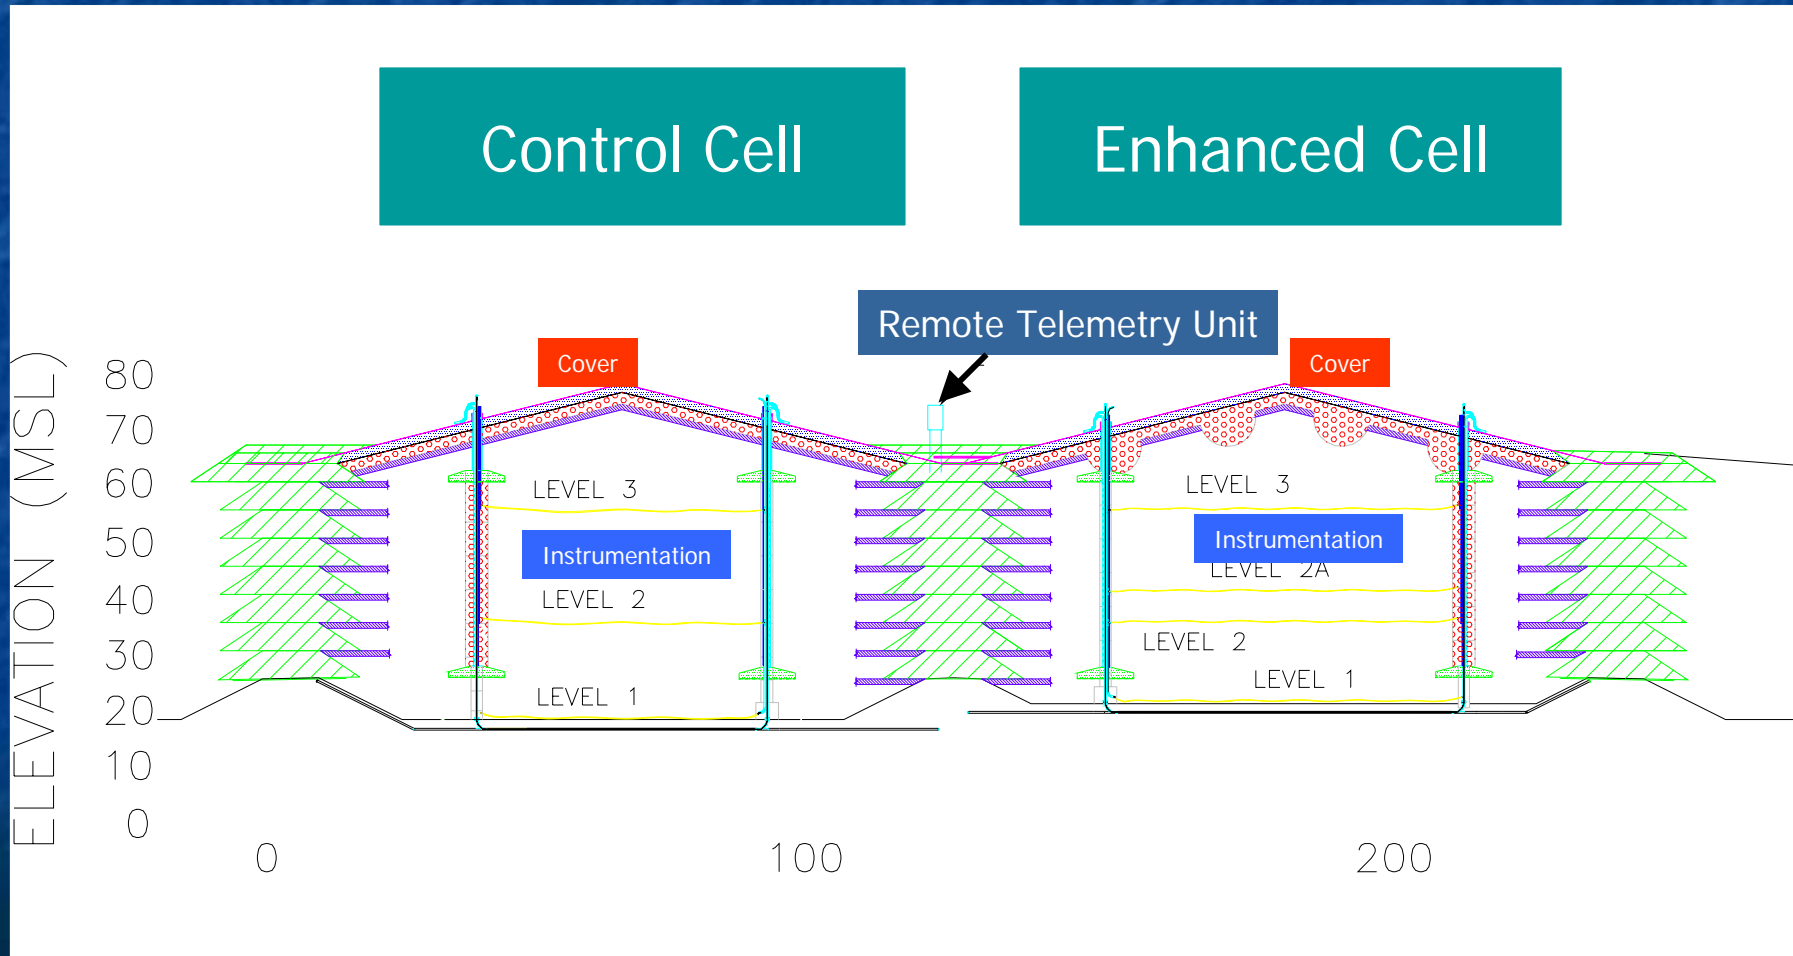 Control Cell
Enhanced Cell
Remote Telemetry Unit
Cover
Cover
ELEVATION (MSL)
80
70
60
50
40
30
20
10
0
LEVEL 3
Instrumentation
LEVEL 2
LEVEL 1
LEVEL 3
Instrumentation
LEVEL 2A
LEVEL 2
LEVEL 1
0
100
200